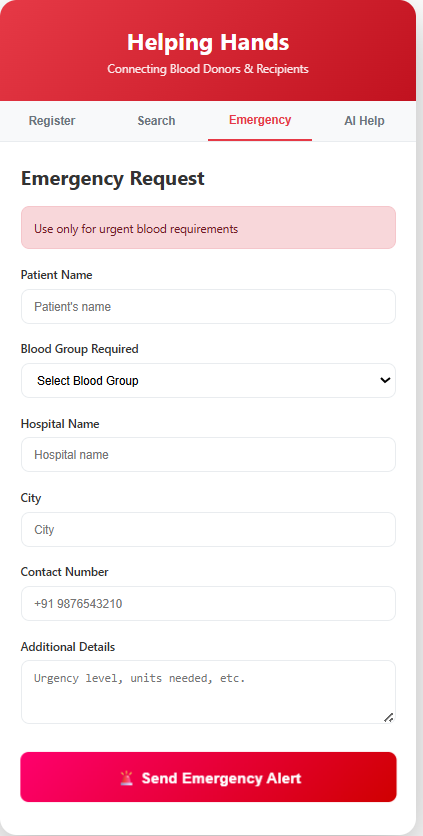 Helping Hands
Connecting Blood Donors & Recipients
Register Search Emergency AI Help
Emergency Request
Use only for urgent blood requirements
Patient Name
Patient's name
Blood Group Required
Select Blood Group
Hospital Name
Hospital name
City
City
Contact Number
+91 9876543210
Additional Details
Urgency level, units needed, etc.
🚨 Send Emergency Alert